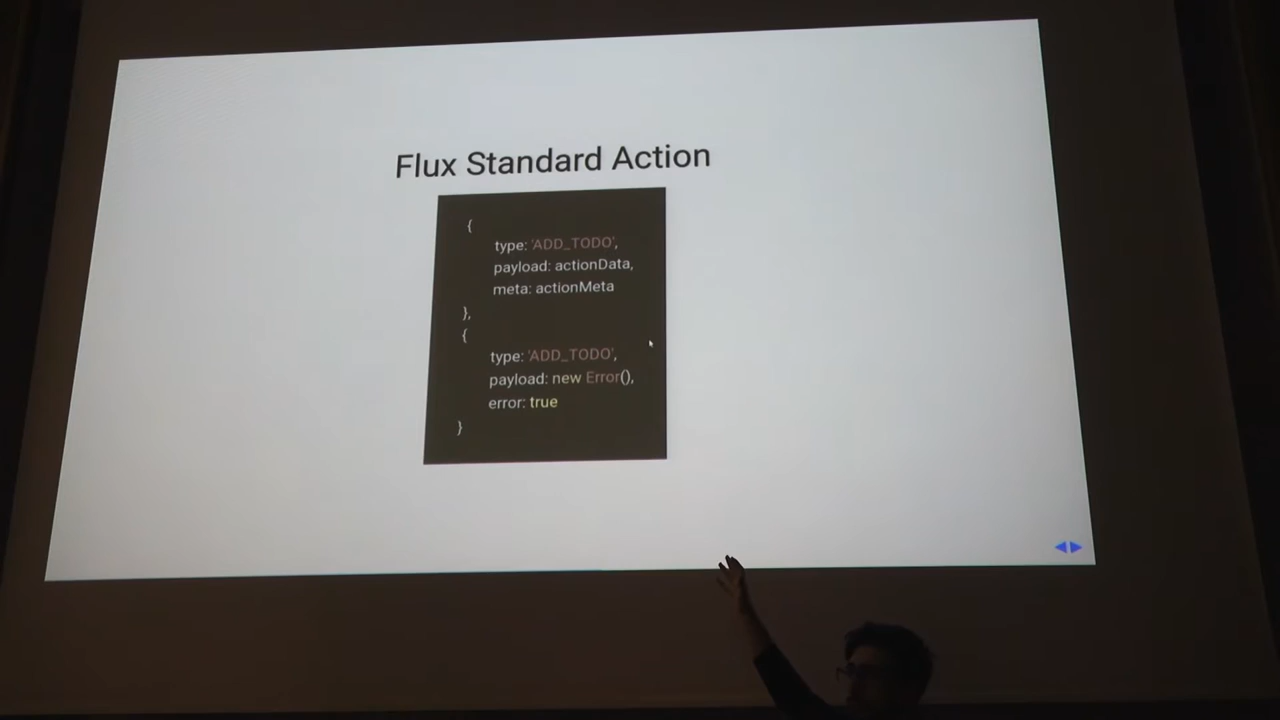 Flux Standard Action
{
type: 'ADD_TODO',
payload: actionData,
meta: actionMeta
},
{
type: 'ADD_TODO',
payload: new Error(),
error: true
}